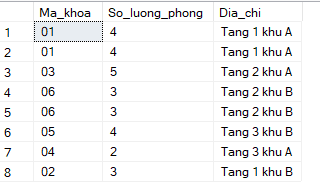 Ma_khoa So_luong_phong Dia_chi
1 01 4 Tang 1 khu A
2 01 4 Tang 1 khu A
3 03 5 Tang 2 khu A
4 06 3 Tang 2 khu B
5 06 3 Tang 2 khu B
6 05 4 Tang 3 khu B
7 04 2 Tang 3 khu A
8 02 3 Tang 1 khu B